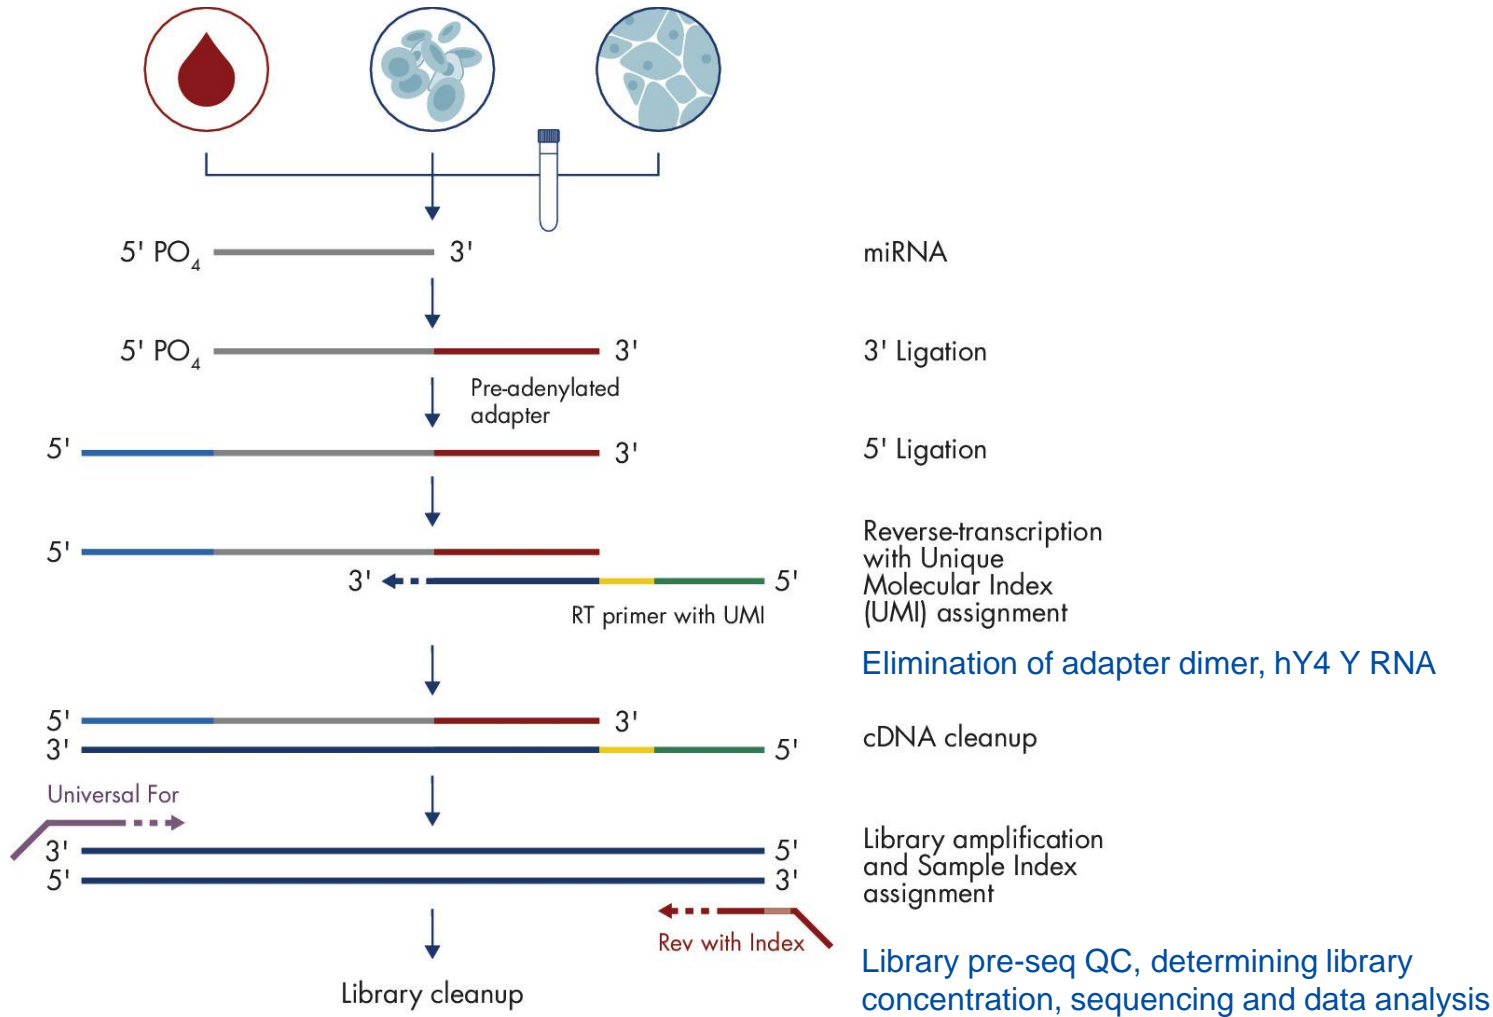 5' PO4 3' miRNA
5' PO4 3' 3' Ligation
Pre-adenylated
adapter
5' 3' 5' Ligation
5'
3' 5'
RT primer with UMI
Reverse-transcription
with Unique
Molecular Index
(UMI) assignment
Elimination of adapter dimer, hY4 Y RNA
5' 3'
3' 5'
cDNA cleanup
Universal For
3' 5'
5' 3'
Library amplification
and Sample Index
assignment
Rev with Index
Library cleanup
Library pre-seq QC, determining library
concentration, sequencing and data analysis